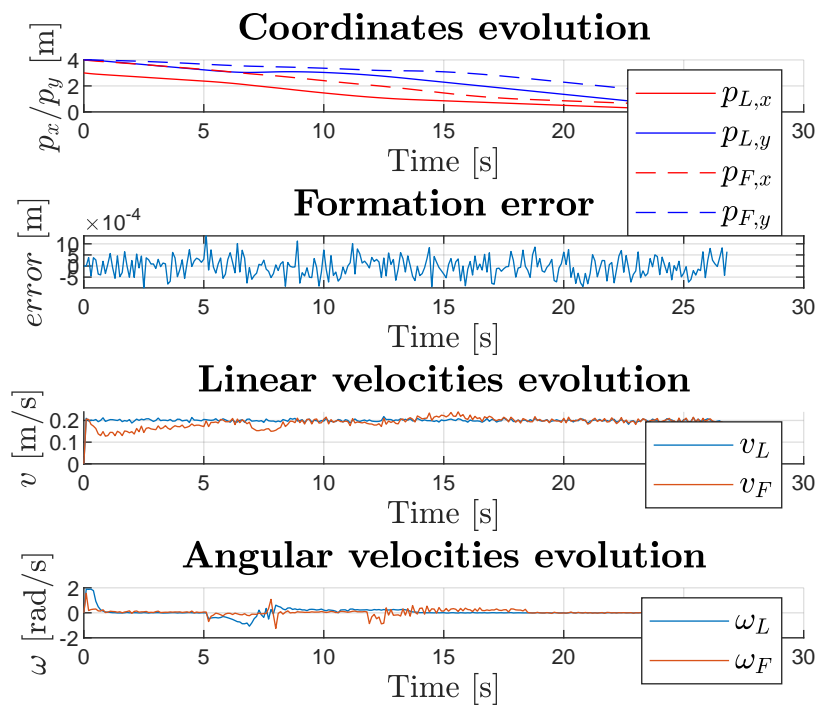 Coordinates evolution
p_x/p_y [m]
4
2
0
0 5 10 15 20 30
Time [s]
p_{L,x}
p_{L,y}
p_{F,x}
p_{F,y}
Formation error
×10^{-4}
error [m]
10
5
0
-5
0 5 10 15 20 25 30
Time [s]
Linear velocities evolution
v [m/s]
0.2
0.1
0
0 5 10 15 20 30
Time [s]
v_L
v_F
Angular velocities evolution
ω [rad/s]
2
0
-2
0 5 10 15 20 30
Time [s]
ω_L
ω_F